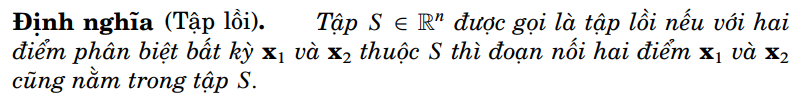 Định nghĩa (Tập lồi). Tập S ∈ ℝⁿ được gọi là tập lồi nếu với hai
điểm phân biệt bất kỳ x₁ và x₂ thuộc S thì đoạn nối hai điểm x₁ và x₂
cũng nằm trong tập S.